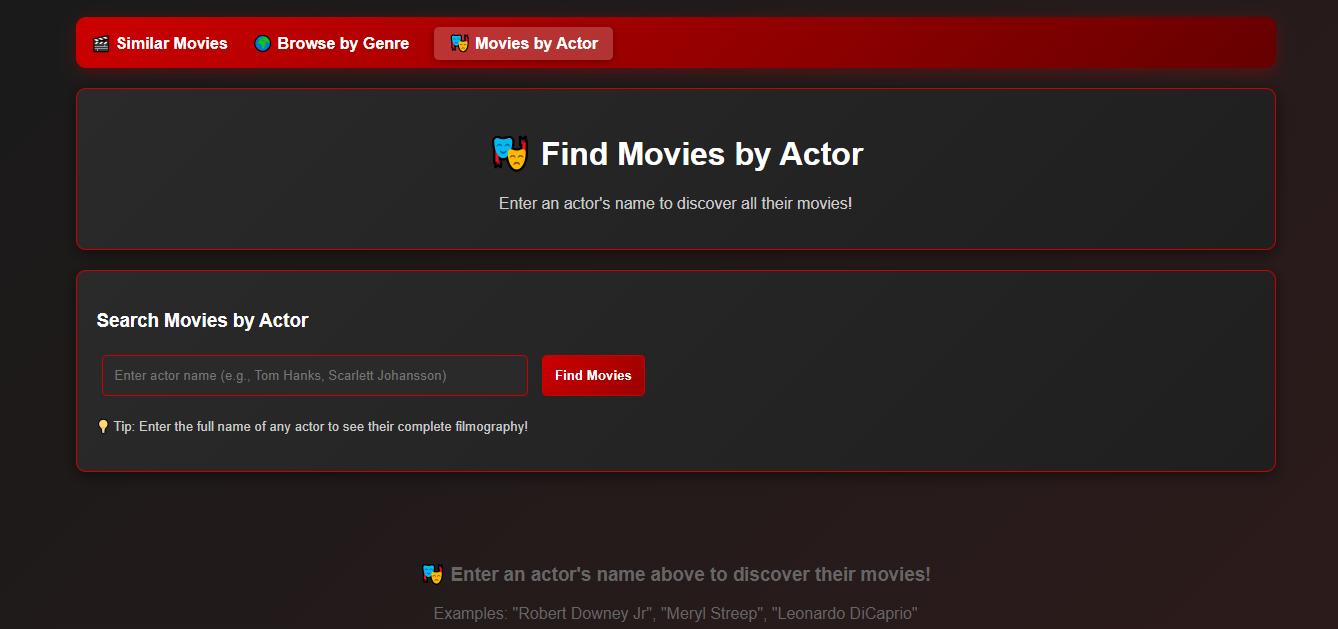 Similar Movies Browse by Genre Movies by Actor
Find Movies by Actor
Enter an actor's name to discover all their movies!
Search Movies by Actor
Enter actor name (e.g., Tom Hanks, Scarlett Johansson) Find Movies
Tip: Enter the full name of any actor to see their complete filmography!
Enter an actor's name above to discover their movies!
Examples: "Robert Downey Jr", "Meryl Streep", "Leonardo DiCaprio"